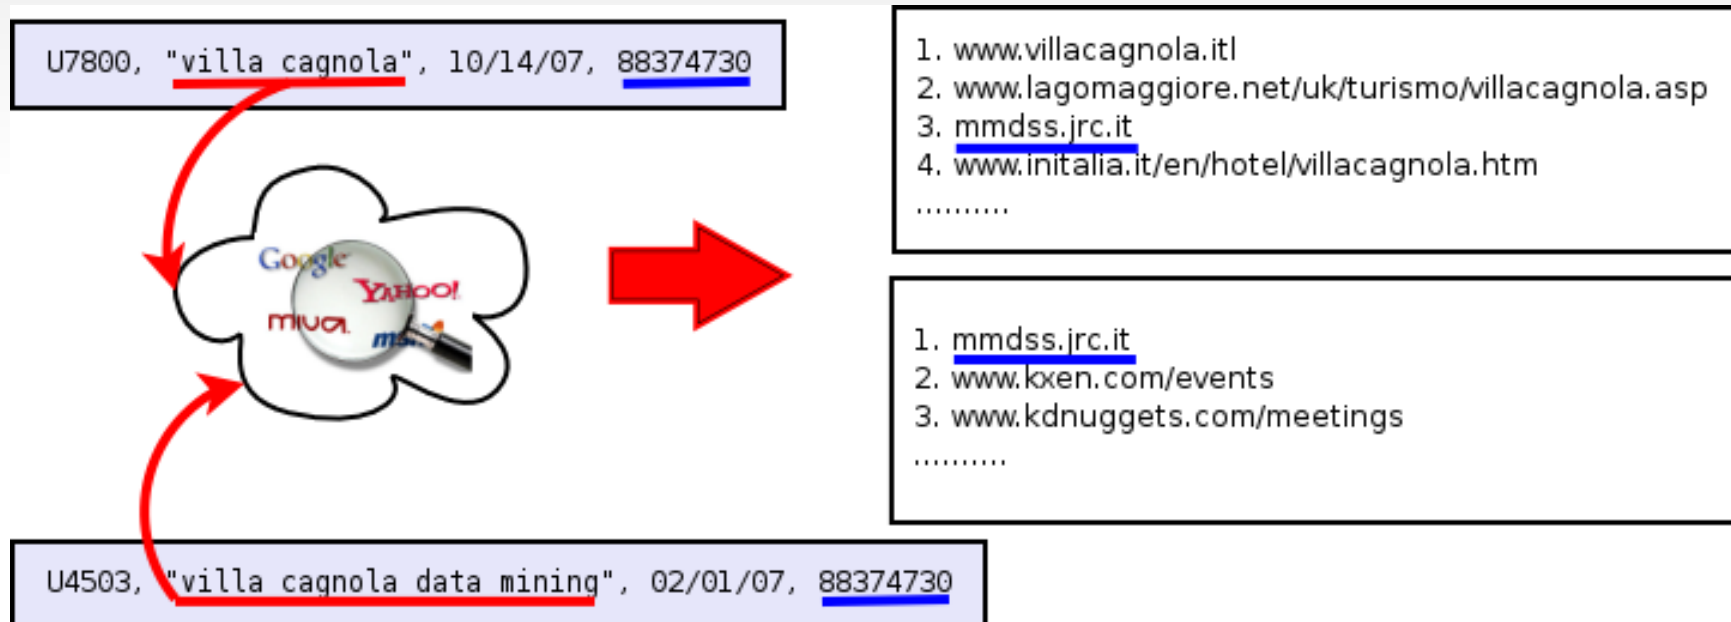 U7800, "villa cagnola", 10/14/07, 88374730
1. www.villacagnola.itl
2. www.lagomaggiore.net/uk/turismo/villacagnola.asp
3. mmdss.jrc.it
4. www.initalia.it/en/hotel/villacagnola.htm
..........
Google
YAHOO!
miva
msn
1. mmdss.jrc.it
2. www.kxen.com/events
3. www.kdnuggets.com/meetings
..........
U4503, "villa cagnola data mining", 02/01/07, 88374730